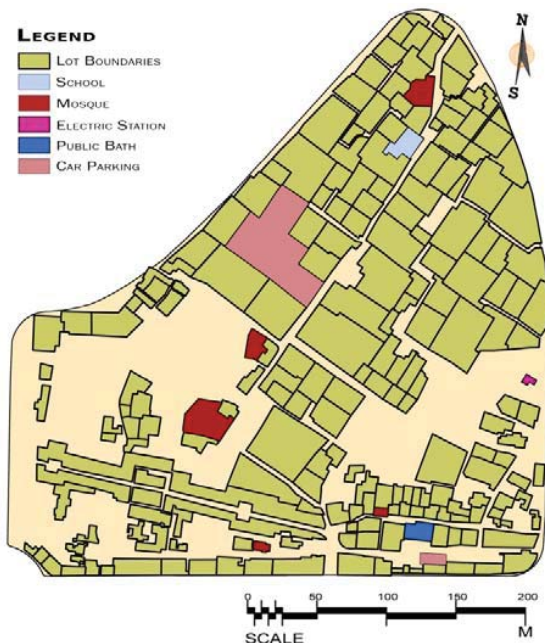 LEGEND
LOT BOUNDARIES
SCHOOL
MOSQUE
ELECTRIC STATION
PUBLIC BATH
CAR PARKING
N
S
0 50 100 150 200
SCALE M